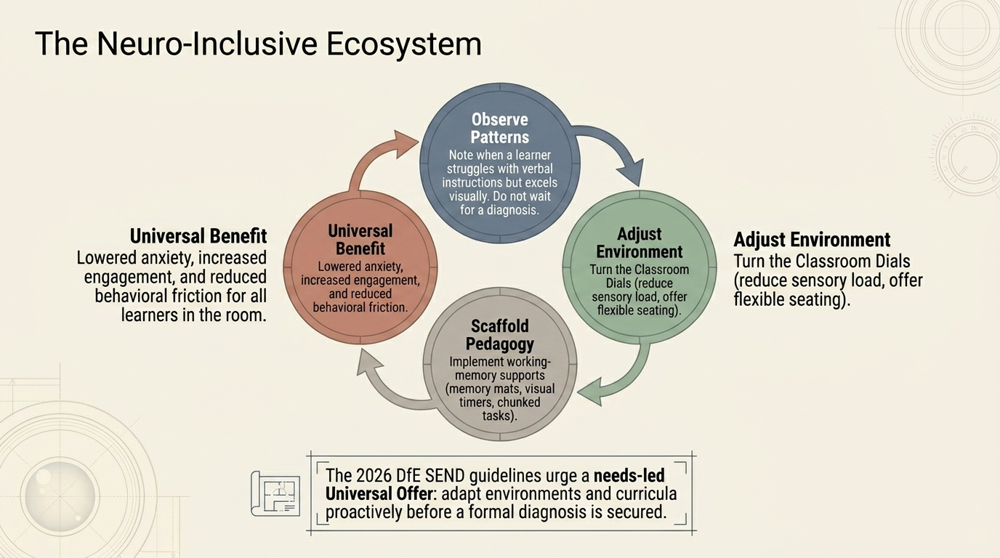 The Neuro-Inclusive Ecosystem
Observe
Patterns
Note when a learner
struggles with verbal
instructions but excels
visually. Do not wait
for a diagnosis.
Universal Benefit
Lowered anxiety, increased
engagement, and reduced
behavioral friction for all
learners in the room.
Universal
Benefit
Lowered anxiety,
increased engagement,
and reduced
behavioral friction.
Adjust
Environment
Turn the Classroom
Dials (reduce
sensory load, offer
flexible seating).
Adjust Environment
Turn the Classroom Dials
(reduce sensory load, offer
flexible seating).
Scaffold
Pedagogy
Implement working-
memory supports
(memory mats, visual
timers, chunked
tasks).
The 2026 DfE SEND guidelines urge a needs-led
Universal Offer: adapt environments and curricula
proactively before a formal diagnosis is secured.